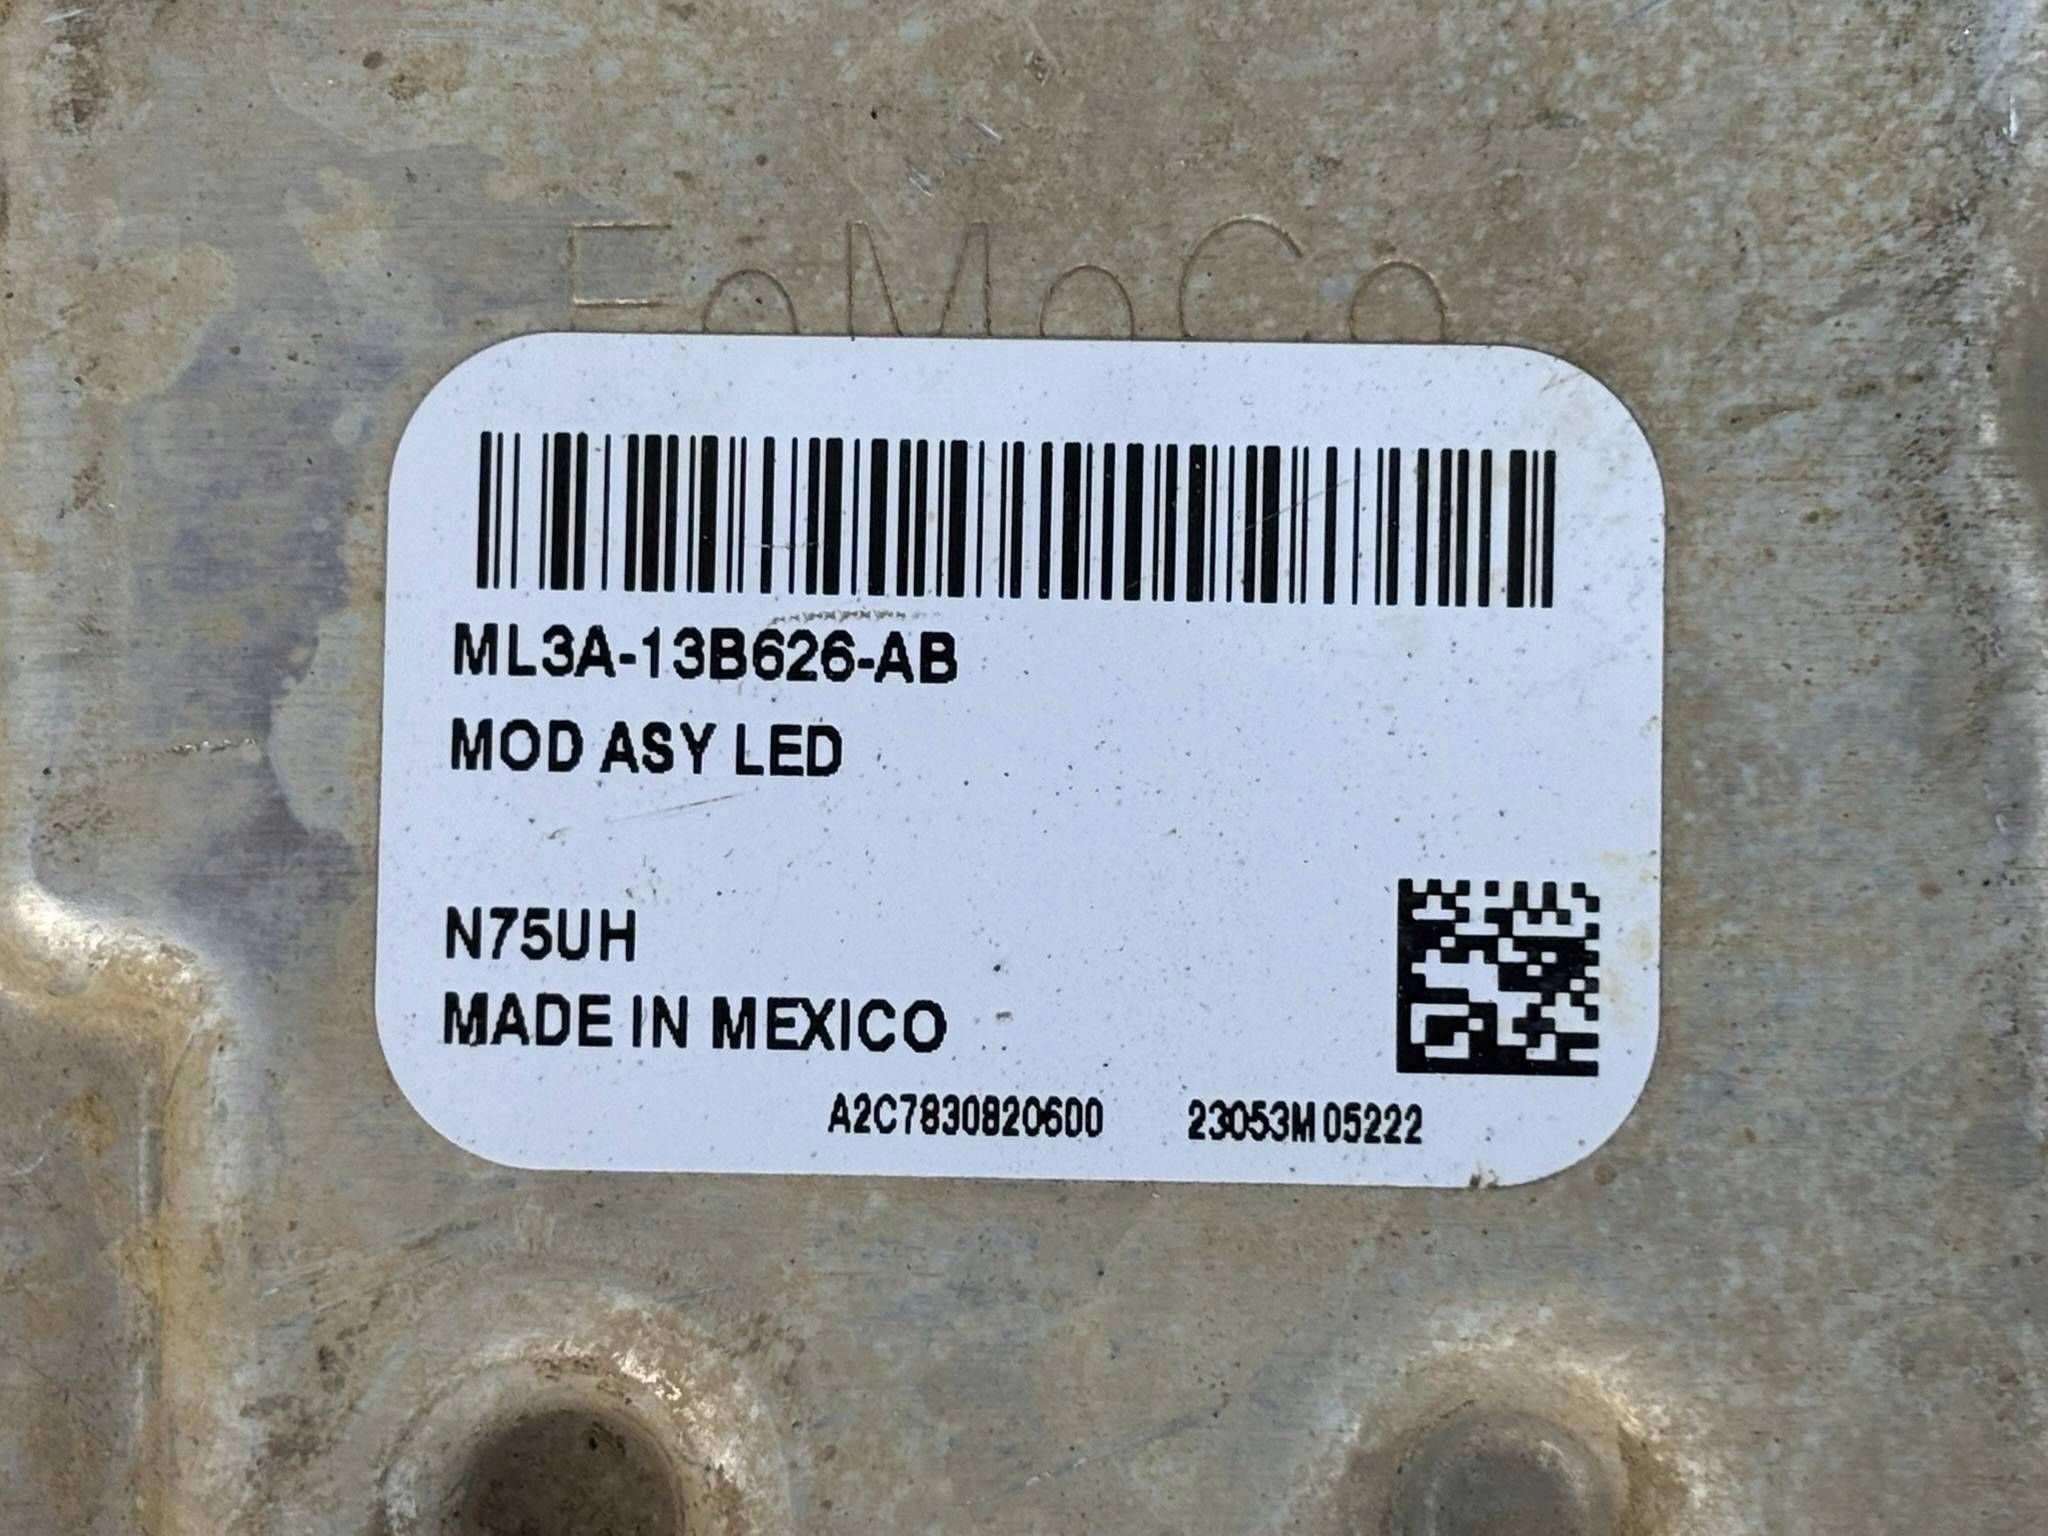 FoMoCo
ML3A-13B626-AB
MOD ASY LED
N75UH
MADE IN MEXICO
A2C7830820600 23053M05222